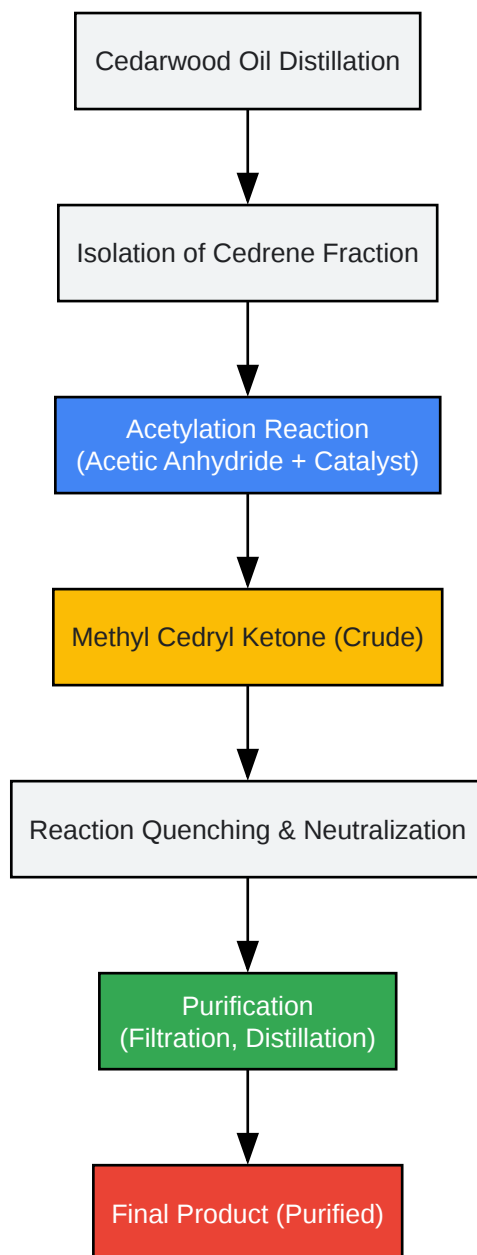 Cedarwood Oil Distillation
Isolation of Cedrene Fraction
Acetylation Reaction
(Acetic Anhydride + Catalyst)
Methyl Cedryl Ketone (Crude)
Reaction Quenching & Neutralization
Purification
(Filtration, Distillation)
Final Product (Purified)